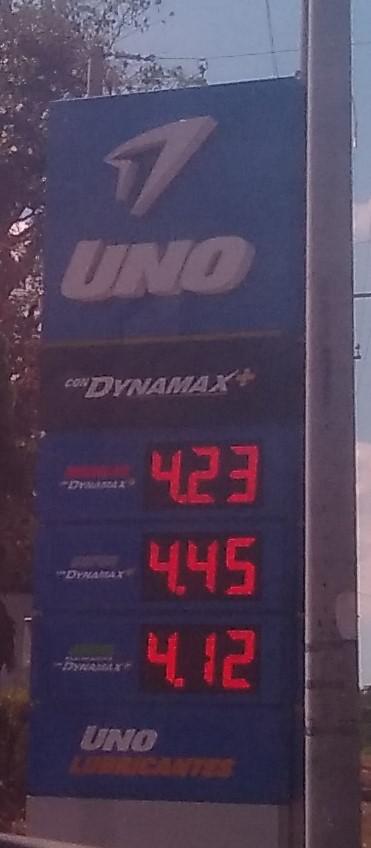 UNO
CON DYNAMAX+
4.23
DYNAMAX
4.45
DYNAMAX
4.12
DYNAMAX
UNO
LUBRICANTES